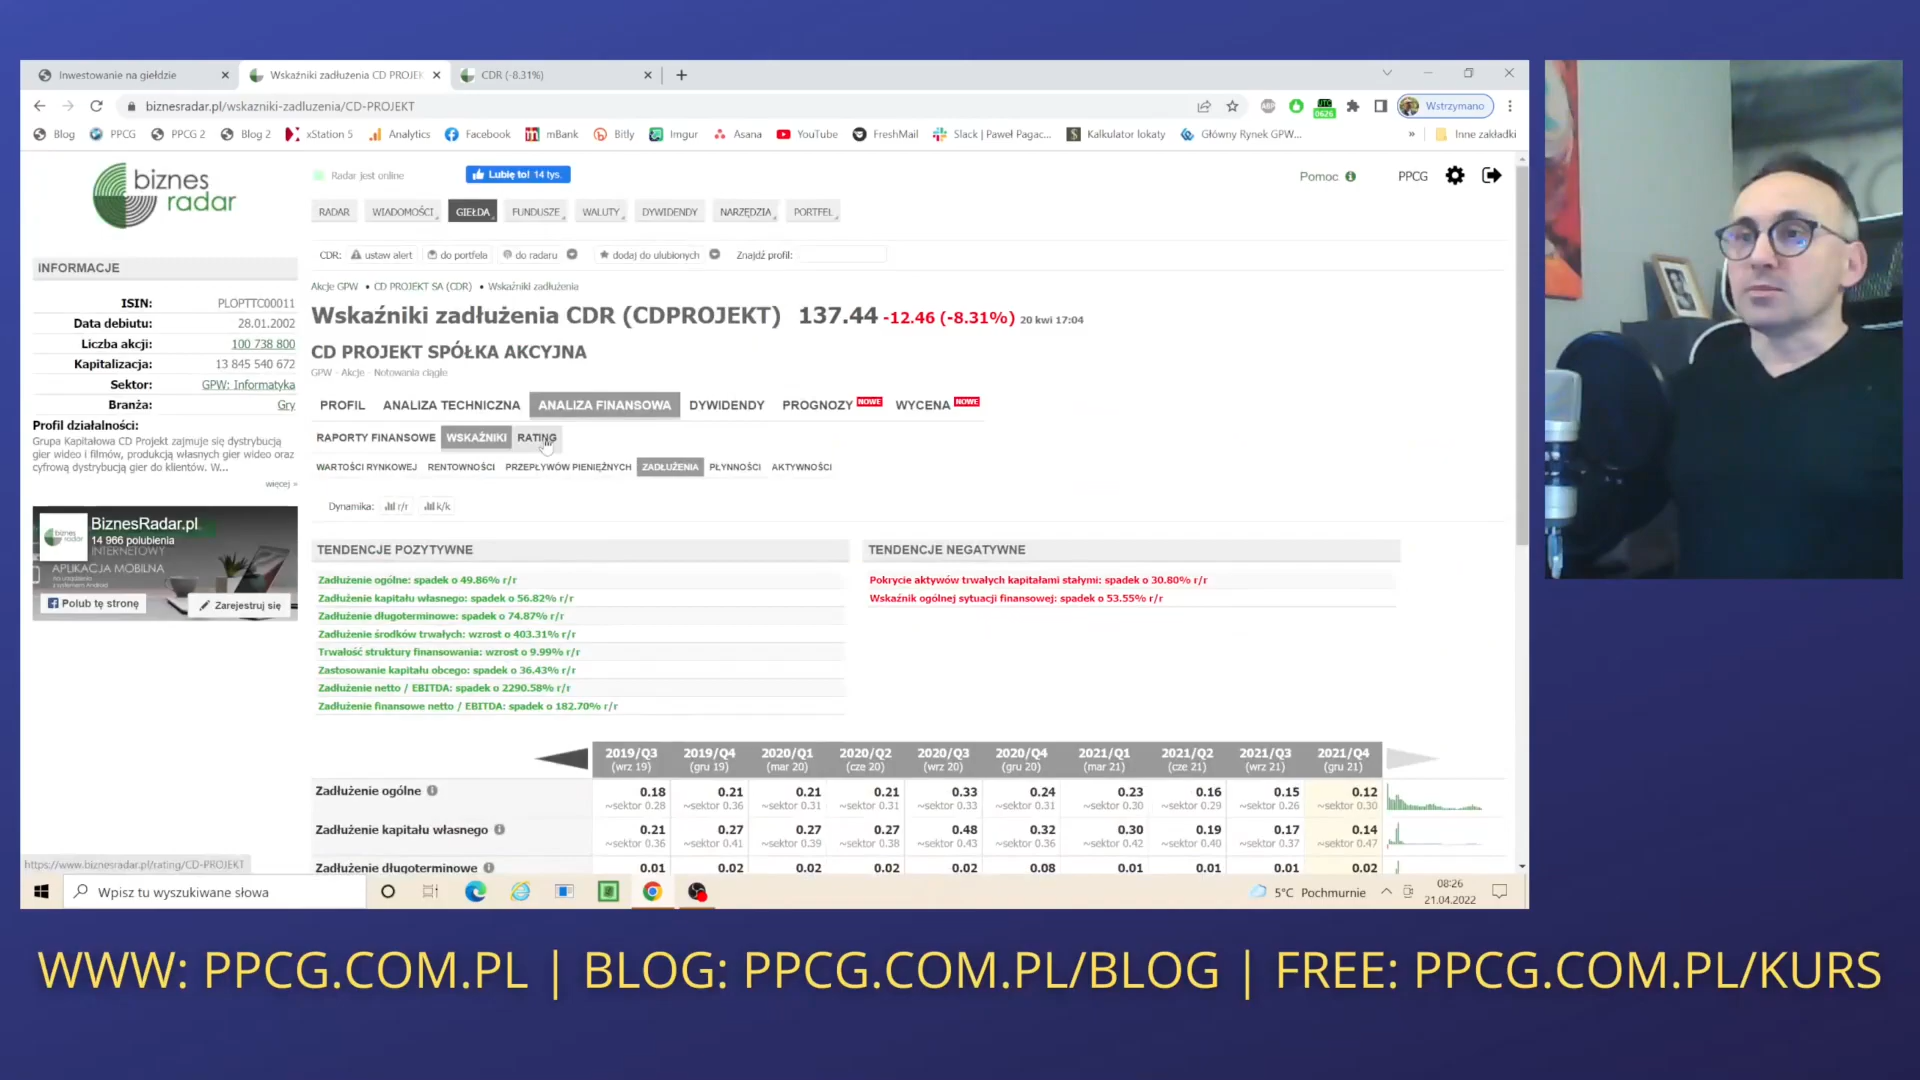 Inwestowanie na giełdzie
Wskaźniki zadłużenia CD PROJEK
CDR (-8.31%)
biznesradar.pl/wskazniki-zadluzenia/CD-PROJEKT
Wstrzymano
Blog PPCG PPCG 2 Blog 2 xStation 5 Analytics Facebook mBank Bitly Imgur Asana YouTube FreshMail Slack | Paweł Pagac... Kalkulator lokaty Główny Rynek GPW... » Inne zakładki
biznes
radar
Radar jest online
Lubię to! 14 tys.
Pomoc
PPCG
RADAR WIADOMOŚCI GIEŁDA FUNDUSZE WALUTY DYWIDENDY NARZĘDZIA PORTFEL
CDR: ustaw alert do portfela do radaru dodaj do ulubionych Znajdź profil:
INFORMACJE
ISIN: PLOPTTC00011
Data debiutu: 28.01.2002
Liczba akcji: 100 738 800
Kapitalizacja: 13 845 540 672
Sektor: GPW: Informatyka
Branża: Gry
Profil działalności:
Grupa Kapitałowa CD Projekt zajmuje się dystrybucją
gier wideo i filmów, produkcją własnych gier wideo oraz
cyfrową dystrybucją gier do klientów. W...
więcej »
BiznesRadar.pl
14 966 polubienia
INTERNETOWY
APLIKACJA MOBILNA
Polub tę stronę
Zarejestruj się
Akcje GPW • CD PROJEKT SA (CDR) • Wskaźniki zadłużenia
Wskaźniki zadłużenia CDR (CDPROJEKT) 137.44 -12.46 (-8.31%) 20 kwi 17:04
CD PROJEKT SPÓŁKA AKCYJNA
GPW - Akcje - Notowania ciągłe
PROFIL ANALIZA TECHNICZNA ANALIZA FINANSOWA DYWIDENDY PROGNOZY NOWE WYCENA NOWE
RAPORTY FINANSOWE WSKAŹNIKI RATING
WARTOŚCI RYNKOWEJ RENTOWNOŚCI PRZEPŁYWÓW PIENIĘŻNYCH ZADŁUŻENIA PŁYNNOŚCI AKTYWNOŚCI
Dynamika: r/r k/k
TENDENCJE POZYTYWNE
Zadłużenie ogólne: spadek o 49.86% r/r
Zadłużenie kapitału własnego: spadek o 56.82% r/r
Zadłużenie długoterminowe: spadek o 74.87% r/r
Zadłużenie środków trwałych: wzrost o 403.31% r/r
Trwałość struktury finansowania: wzrost o 9.99% r/r
Zastosowanie kapitału obcego: spadek o 36.43% r/r
Zadłużenie netto / EBITDA: spadek o 2290.58% r/r
Zadłużenie finansowe netto / EBITDA: spadek o 182.70% r/r
TENDENCJE NEGATYWNE
Pokrycie aktywów trwałych kapitałami stałymi: spadek o 30.80% r/r
Wskaźnik ogólnej sytuacji finansowej: spadek o 53.55% r/r
2019/Q3 2019/Q4 2020/Q1 2020/Q2 2020/Q3 2020/Q4 2021/Q1 2021/Q2 2021/Q3 2021/Q4
(wrz 19) (gru 19) (mar 20) (cze 20) (wrz 20) (gru 20) (mar 21) (cze 21) (wrz 21) (gru 21)
Zadłużenie ogólne 0.18 0.21 0.21 0.21 0.33 0.24 0.23 0.16 0.15 0.12
~sektor 0.28 ~sektor 0.36 ~sektor 0.31 ~sektor 0.31 ~sektor 0.33 ~sektor 0.31 ~sektor 0.30 ~sektor 0.29 ~sektor 0.26 ~sektor 0.30
Zadłużenie kapitału własnego 0.21 0.27 0.27 0.27 0.48 0.32 0.30 0.19 0.17 0.14
~sektor 0.36 ~sektor 0.41 ~sektor 0.39 ~sektor 0.38 ~sektor 0.43 ~sektor 0.36 ~sektor 0.42 ~sektor 0.40 ~sektor 0.37 ~sektor 0.47
Zadłużenie długoterminowe 0.01 0.02 0.02 0.02 0.02 0.08 0.01 0.01 0.01 0.02
https://www.biznesradar.pl/rating/CD-PROJEKT
Wpisz tu wyszukiwane słowa
5°C Pochmurnie
08:26
21.04.2022
WWW: PPCG.COM.PL | BLOG: PPCG.COM.PL/BLOG | FREE: PPCG.COM.PL/KURS